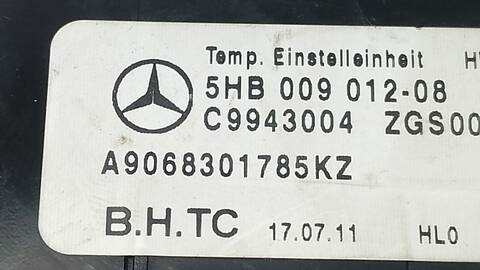 Temp. Einstelleinheit
5HB 009 012-08
C9943004 ZGS00
A9068301785KZ
B.H.TC 17.07.11 HL0